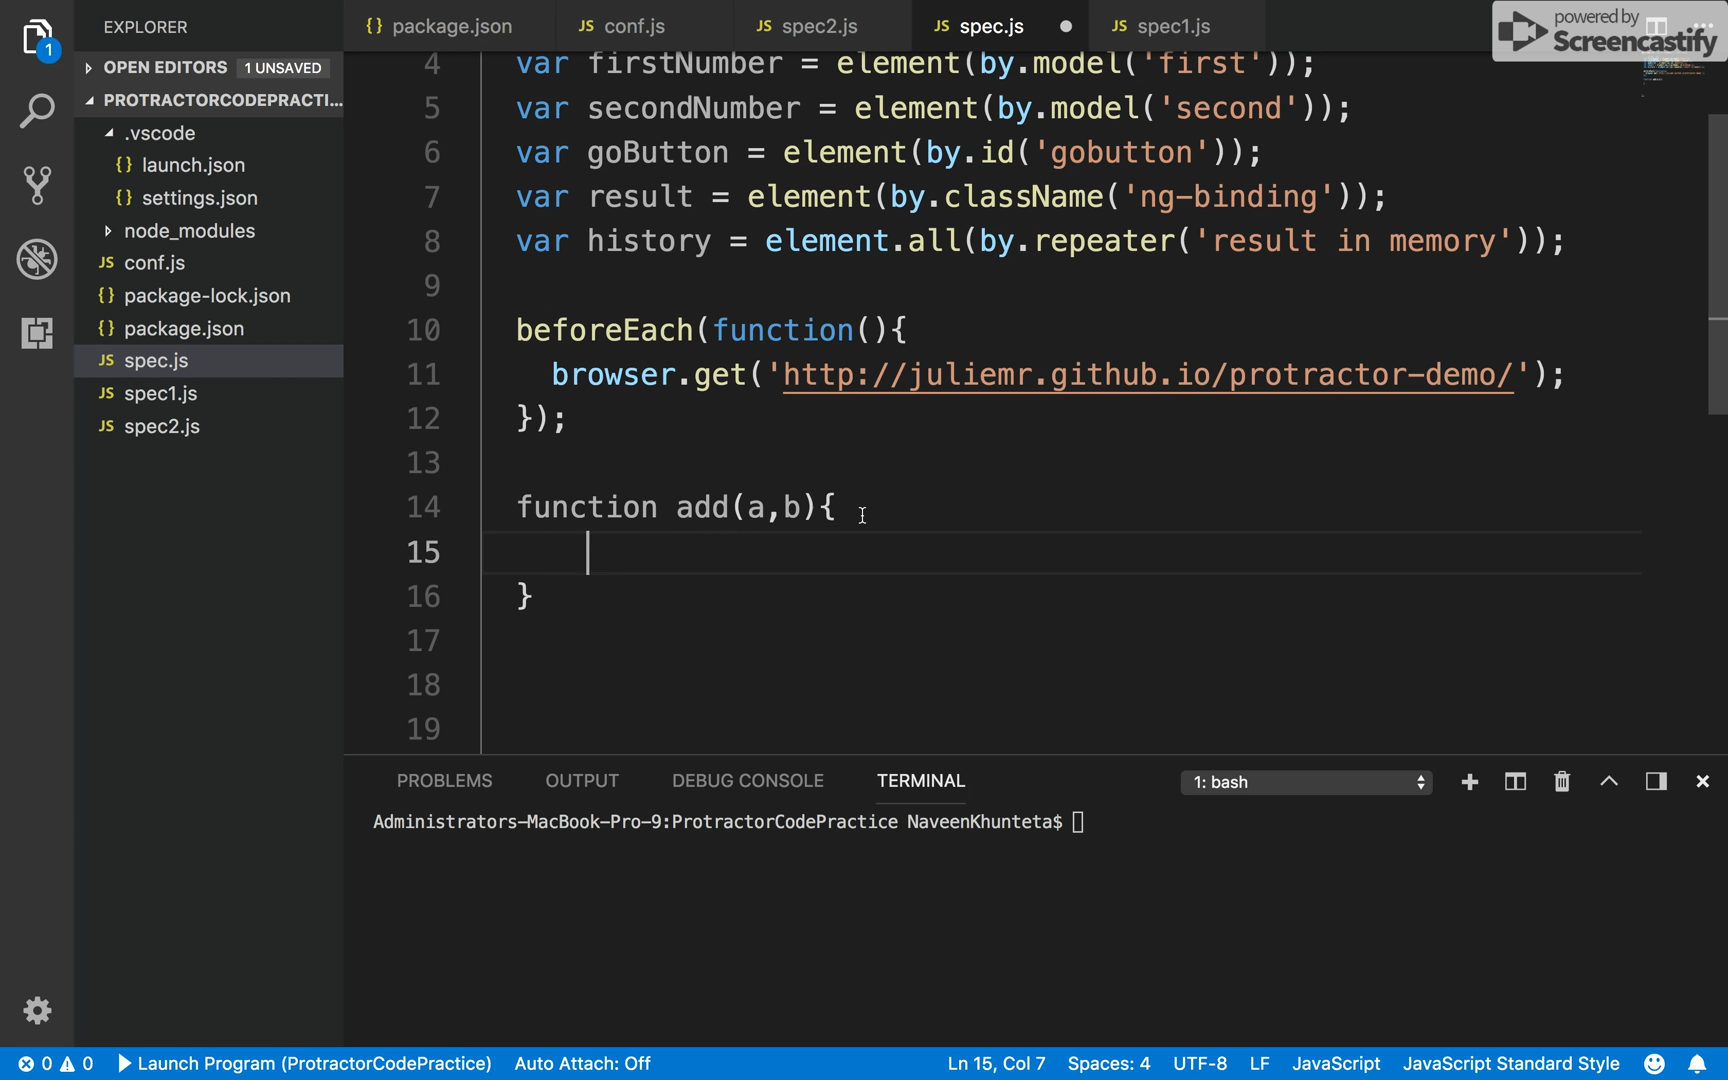 EXPLORER
{} package.json
JS conf.js
JS spec2.js
JS spec.js
JS spec1.js
powered by
Screencastify
1
OPEN EDITORS 1 UNSAVED
PROTRACTORCODEPRACTI...
.vscode
{} launch.json
{} settings.json
node_modules
JS conf.js
{} package-lock.json
{} package.json
JS spec.js
JS spec1.js
JS spec2.js
4 var firstNumber = element(by.model('first'));
5 var secondNumber = element(by.model('second'));
6 var goButton = element(by.id('gobutton'));
7 var result = element(by.className('ng-binding'));
8 var history = element.all(by.repeater('result in memory'));
9
10 beforeEach(function(){
11 browser.get('http://juliemr.github.io/protractor-demo/');
12 });
13
14 function add(a,b){
15
16 }
17
18
19
PROBLEMS OUTPUT DEBUG CONSOLE TERMINAL 1: bash
Administrators-MacBook-Pro-9:ProtractorCodePractice NaveenKhunteta$
0 0 Launch Program (ProtractorCodePractice) Auto Attach: Off Ln 15, Col 7 Spaces: 4 UTF-8 LF JavaScript JavaScript Standard Style